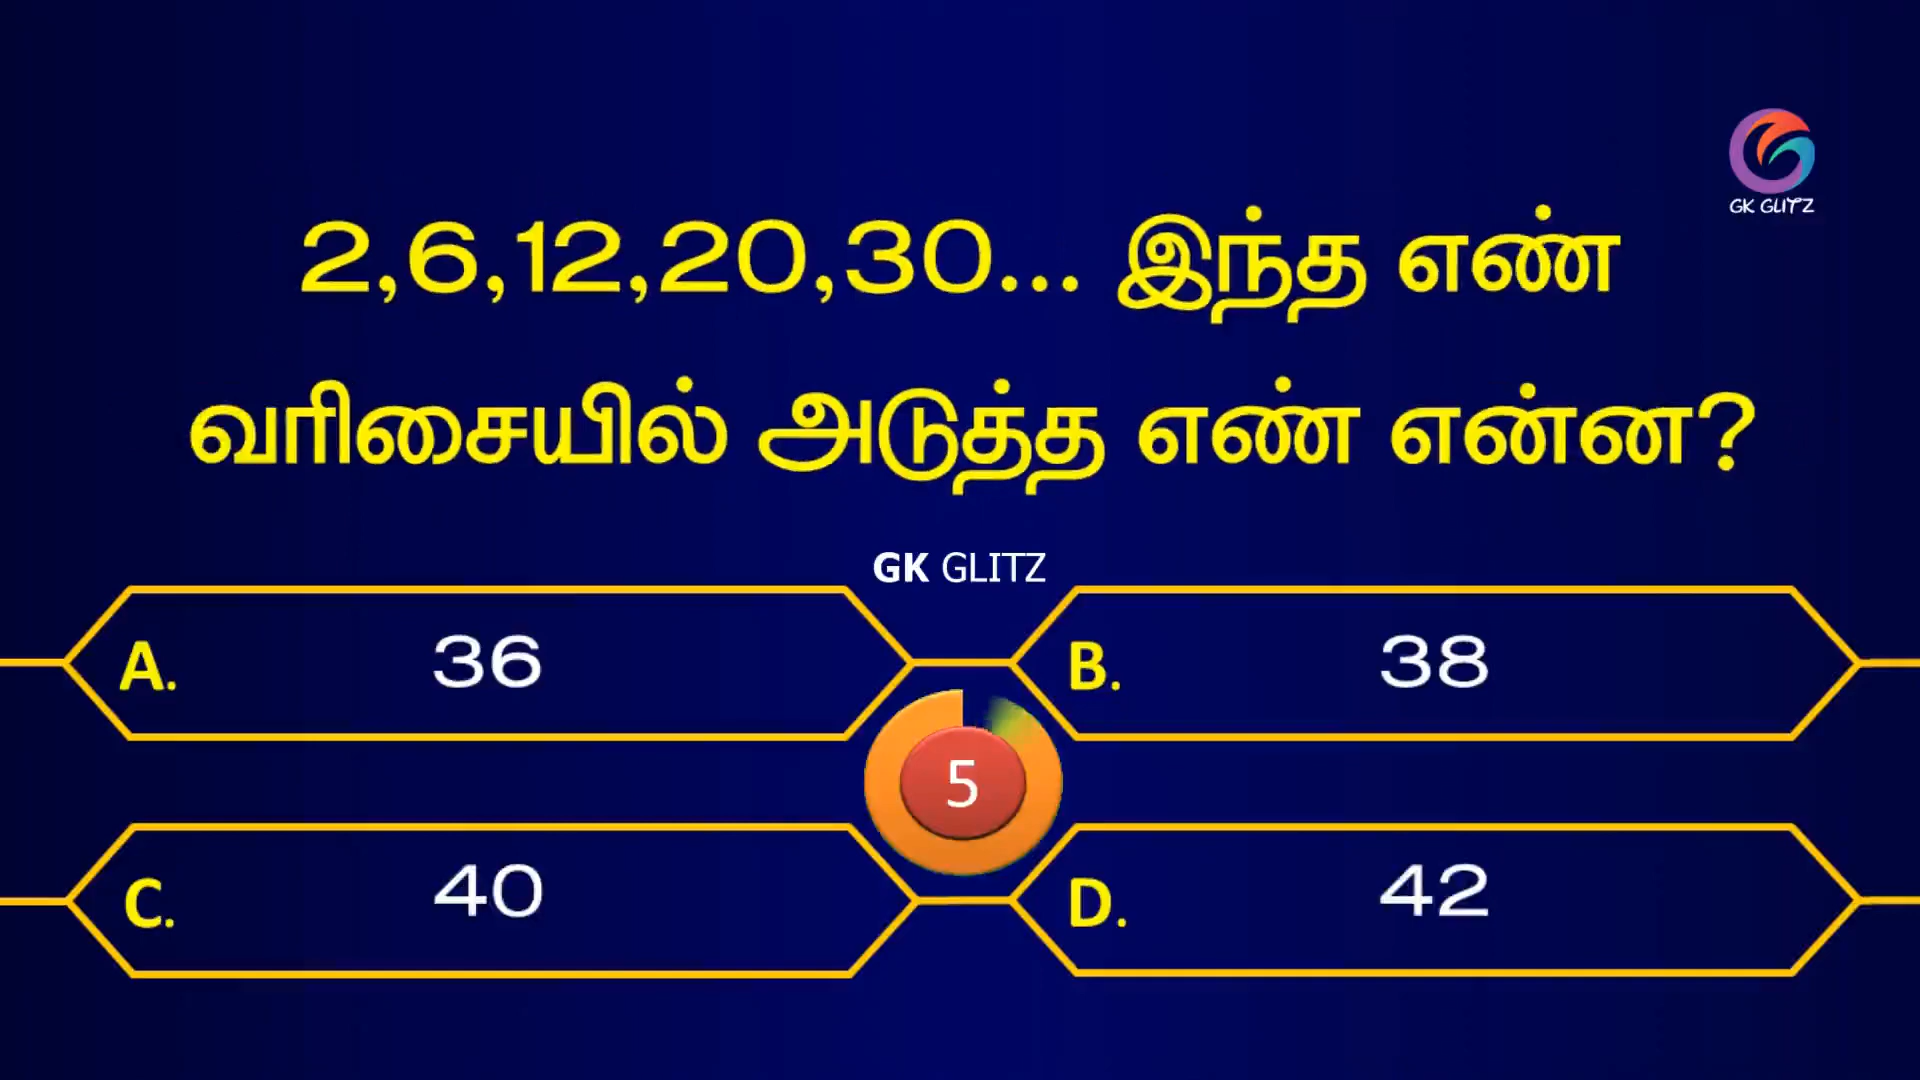 GK GLITZ
2,6,12,20,30... இந்த எண்
வரிசையில் அடுத்த எண் என்ன?
GK GLITZ
A. 36
B. 38
5
C. 40
D. 42